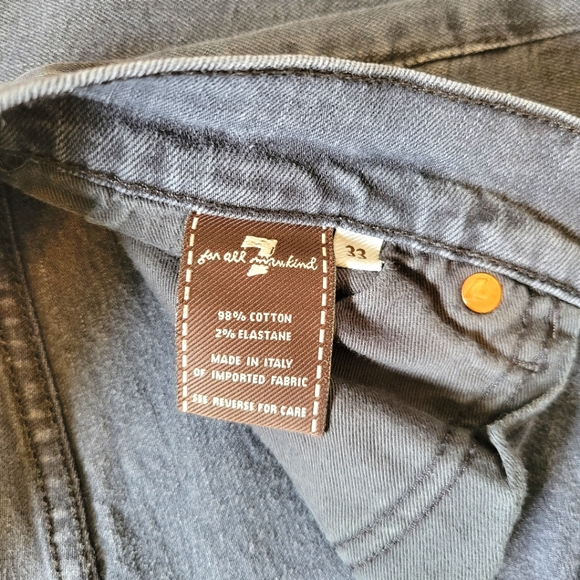 7
for all mankind
33
98% COTTON
2% ELASTANE
MADE IN ITALY
OF IMPORTED FABRIC
SEE REVERSE FOR CARE
7